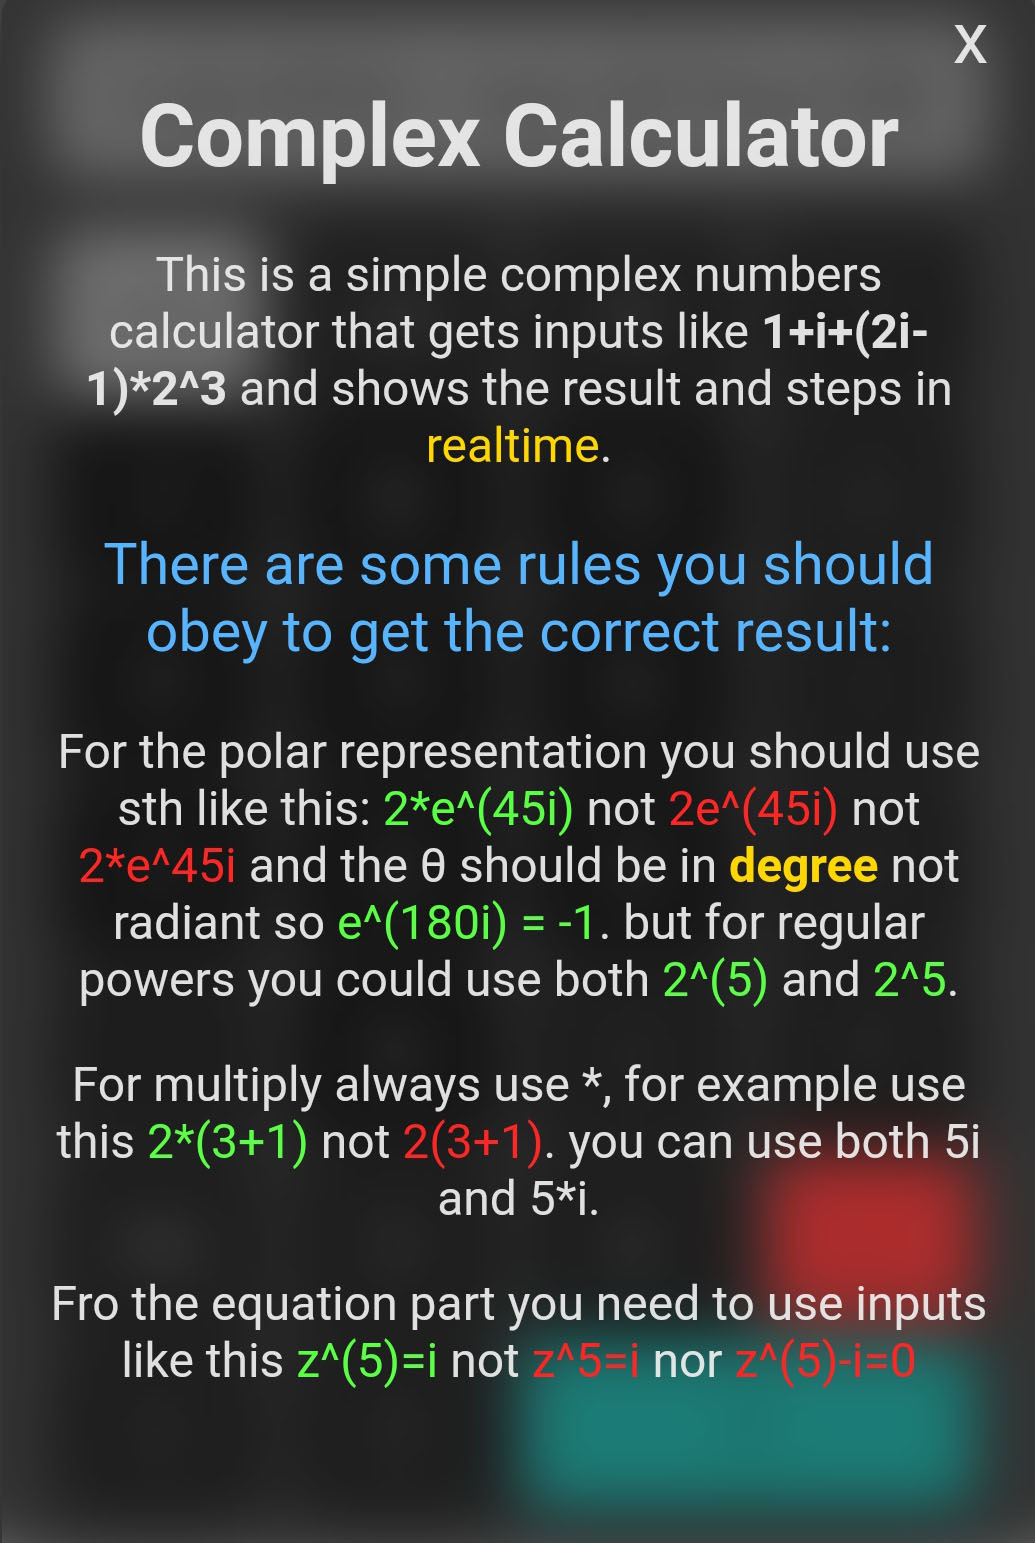 X
Complex Calculator
This is a simple complex numbers
calculator that gets inputs like 1+i+(2i-
1)*2^3 and shows the result and steps in
realtime.
There are some rules you should
obey to get the correct result:
For the polar representation you should use
sth like this: 2*e^(45i) not 2e^(45i) not
2*e^45i and the θ should be in degree not
radiant so e^(180i) = -1. but for regular
powers you could use both 2^(5) and 2^5.
For multiply always use *, for example use
this 2*(3+1) not 2(3+1). you can use both 5i
and 5*i.
Fro the equation part you need to use inputs
like this z^(5)=i not z^5=i nor z^(5)-i=0